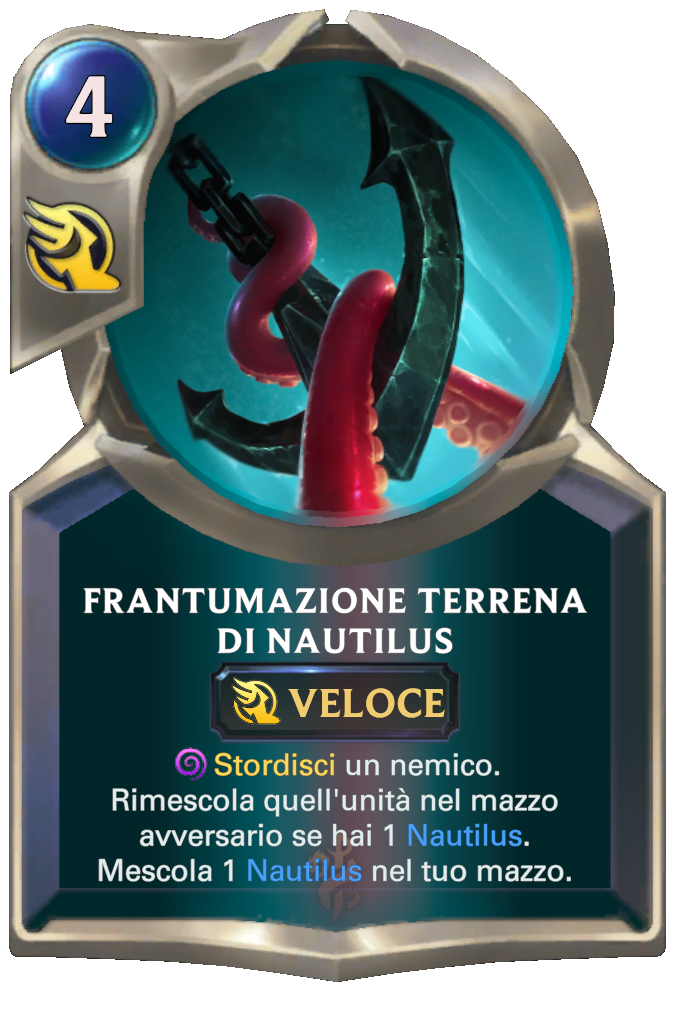 4
FRANTUMAZIONE TERRENA
DI NAUTILUS
VELOCE
Stordisci un nemico.
Rimescola quell'unità nel mazzo
avversario se hai 1 Nautilus.
Mescola 1 Nautilus nel tuo mazzo.